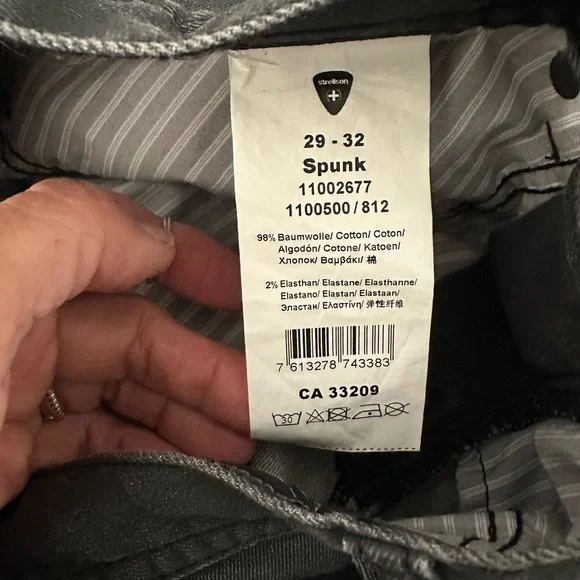 strellson
29 - 32
Spunk
11002677
1100500/812
98% Baumwolle/ Cotton/ Coton/
Algodón/ Cotone/ Katoen/
Хлопок/ Βαμβάκι/ 棉
2% Elasthan/ Elastane/ Elasthanne/
Elastano/ Elastan/ Elastaan/
Эластан/ Ελαστίνη/ 弹性纤维
7 613278 743383
CA 33209
30